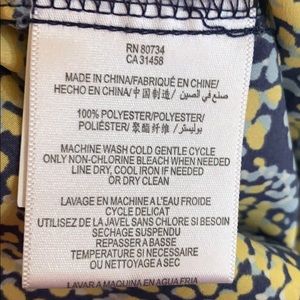 RN 80734
CA 31458
MADE IN CHINA/FABRIQUÉ EN CHINE/
HECHO EN CHINA/中国制造/ صنع في الصين
100% POLYESTER/POLYESTER/
POLIÉSTER/聚酯纤维/ بوليستر
MACHINE WASH COLD GENTLE CYCLE
ONLY NON-CHLORINE BLEACH WHEN NEEDED
LINE DRY, COOL IRON IF NEEDED
OR DRY CLEAN
LAVAGE EN MACHINE A L'EAU FROIDE
CYCLE DELICAT
UTILISEZ DE LA JAVEL SANS CHLORE SI BESOIN
SECHAGE SUSPENDU
REPASSER A BASSE
TEMPERATURE SI NECESSAIRE
OU NETTOYAGE A SEC
LAVAR A MAQUINA EN AGUA FRIA